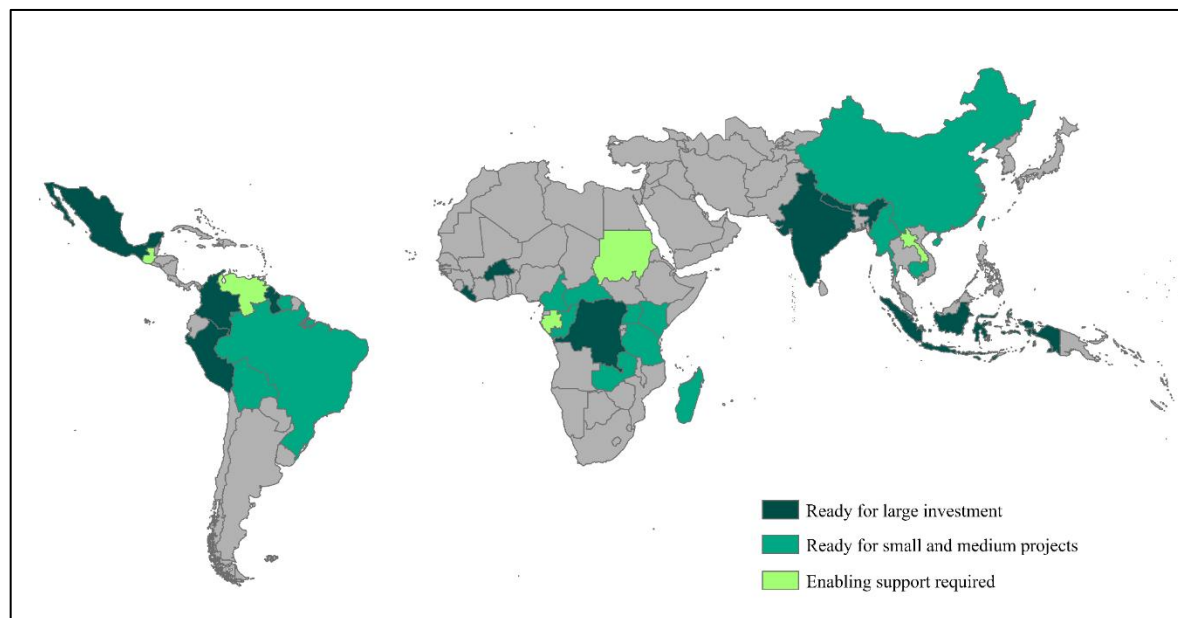 Ready for large investment
Ready for small and medium projects
Enabling support required